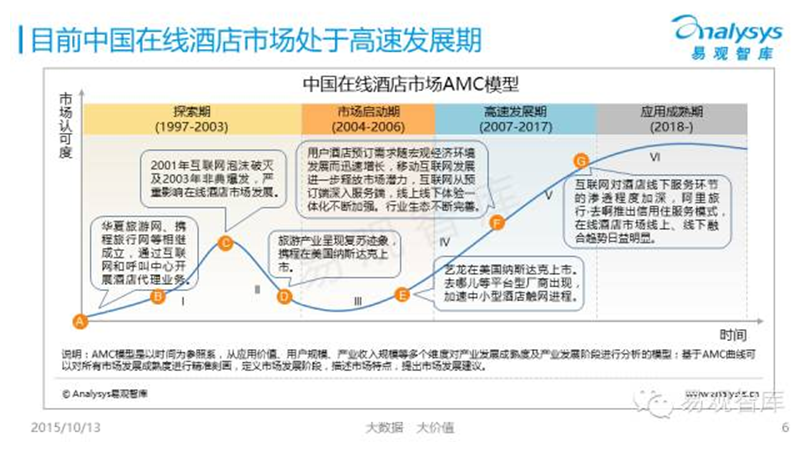 目前中国在线酒店市场处于高速发展期
analysys
易观智库
中国在线酒店市场AMC模型
市场认可度
探索期
(1997-2003)
市场启动期
(2004-2006)
高速发展期
(2007-2017)
应用成熟期
(2018-)
2001年互联网泡沫破灭
及2003年非典爆发，严
重影响在线酒店市场发展。
用户酒店预订需求随宏观经济环境
发展而迅速增长，移动互联网发展
进一步释放市场潜力，互联网从预
订端深入服务端，线上线下体验一
体化不断加强。行业生态不断完善。
互联网对酒店线下服务环节
的渗透程度加深，阿里旅
行·去啊推出信用住服务模式，
在线酒店市场线上、线下融
合趋势日益明显。
华夏旅游网、携
程旅行网等相继
成立，通过互联
网和呼叫中心开
展酒店代理业务。
旅游产业呈现复苏迹象，
携程在美国纳斯达克上
市。
艺龙在美国纳斯达克上市。
去哪儿等平台型厂商出现，
加速中小型酒店触网进程。
A
B
C
D
E
F
G
I
II
III
IV
V
VI
易观智库
时间
说明：AMC模型是以时间为参照系，从应用价值、用户规模、产业收入规模等多个维度对产业发展成熟度及产业发展阶段进行分析的模型；基于AMC曲线可
以对所有市场发展成熟度进行精准刻画，定义市场发展阶段，描述市场特点，提出市场发展建议。
© Analysys易观智库
www.analysys.cn
易观智库
2015/10/13
大数据 大价值
6